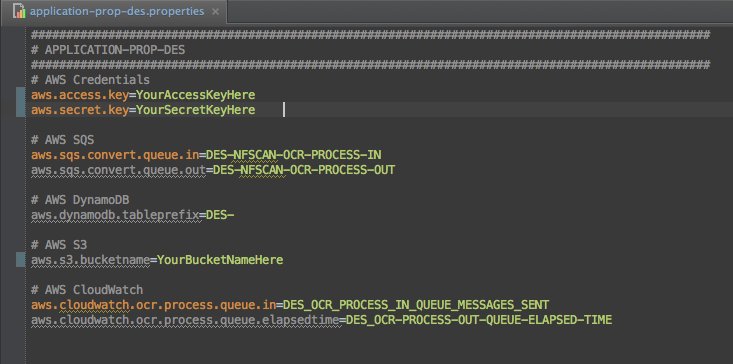 application-prop-des.properties ×
##########################################################################################
# APPLICATION-PROP-DES
##########################################################################################
# AWS Credentials
aws.access.key=YourAccessKeyHere
aws.secret.key=YourSecretKeyHere
# AWS SQS
aws.sqs.convert.queue.in=DES-NFSCAN-OCR-PROCESS-IN
aws.sqs.convert.queue.out=DES-NFSCAN-OCR-PROCESS-OUT
# AWS DynamoDB
aws.dynamodb.tableprefix=DES-
# AWS S3
aws.s3.bucketname=YourBucketNameHere
# AWS CloudWatch
aws.cloudwatch.ocr.process.queue.in=DES_OCR_PROCESS_IN_QUEUE_MESSAGES_SENT
aws.cloudwatch.ocr.process.queue.elapsedtime=DES_OCR-PROCESS-OUT-QUEUE-ELAPSED-TIME